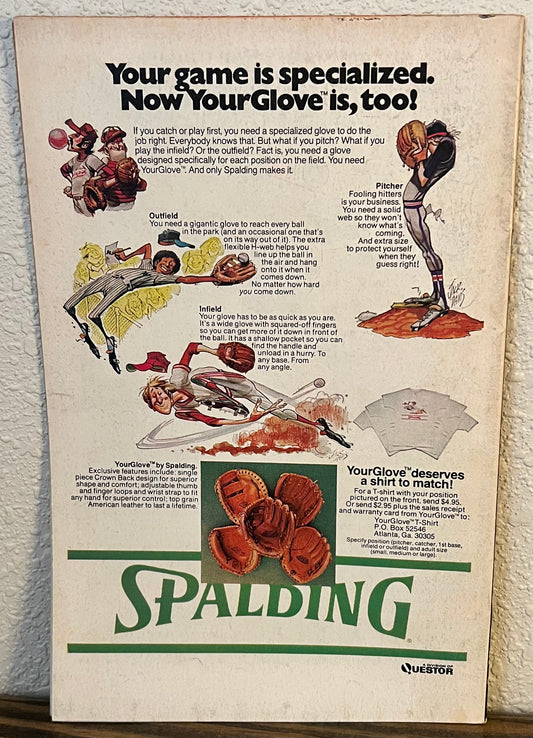 Your game is specialized.
Now YourGlove™ is, too!
If you catch or play first, you need a specialized glove to do the
job right. Everybody knows that. But what if you pitch? What if you
play the infield? Or the outfield? Fact is, you need a glove
designed specifically for each position on the field. You need
YourGlove™. And only Spalding makes it.
Pitcher
Fooling hitters
is your business.
You need a solid
web so they won't
know what's
coming.
And extra size
to protect yourself
when they
guess right!
Outfield
You need a gigantic glove to reach every ball
in the park (and an occasional one that's
on its way out of it). The extra
flexible H-web helps you
line up the ball in
the air and hang
onto it when it
comes down.
No matter how hard
you come down.
Infield
Your glove has to be as quick as you are.
It's a wide glove with squared-off fingers
so you can get more of it down in front of
the ball. It has a shallow pocket so you can
find the handle and
unload in a hurry. To
any base. From
any angle.
YourGlove™ by Spalding.
Exclusive features include: single
piece Crown Back design for superior
shape and comfort; adjustable thumb
and finger loops and wrist strap to fit
any hand for superior control; top grain
American leather to last a lifetime.
YourGlove™ deserves
a shirt to match!
For a T-shirt with your position
pictured on the front, send $4.95.
Or send $2.95 plus the sales receipt
and warranty card from YourGlove™ to:
YourGlove™ T-Shirt
P.O. Box 52546
Atlanta, Ga. 30305
Specify position (pitcher, catcher, 1st base,
infield or outfield) and adult size
(small, medium or large).
SPALDING®
A DIVISION OF
QUESTOR